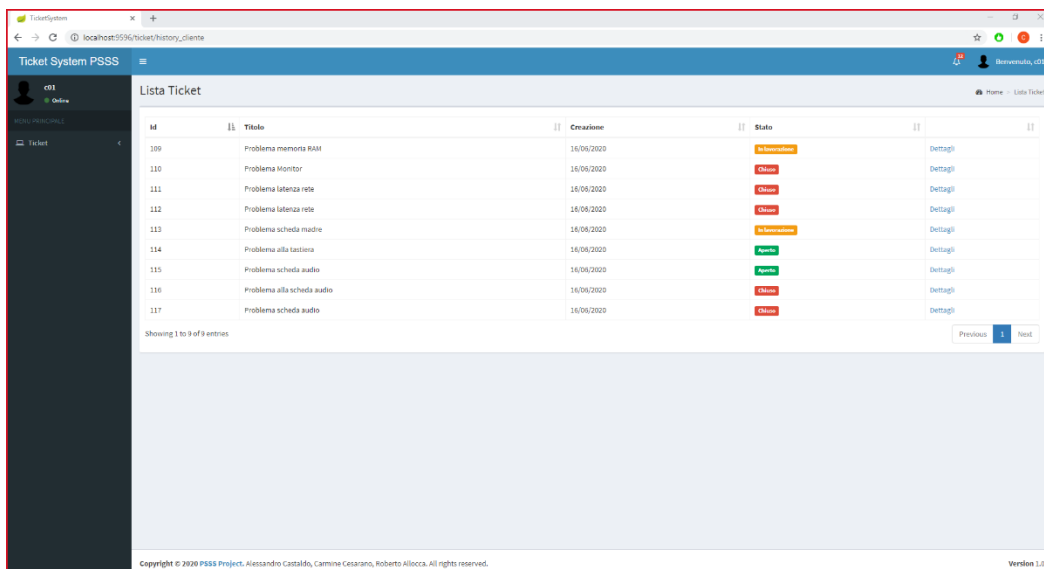 TicketSystem
localhost:9596/ticket/history_cliente
Ticket System PSSS
Benvenuto, c01
c01
Online
Lista Ticket
Home > Lista Ticket
MENU PRINCIPALE
Ticket
Id Titolo Creazione Stato
109 Problema memoria RAM 16/06/2020 In lavorazione Dettagli
110 Problema Monitor 16/06/2020 Chiuso Dettagli
111 Problema latenza rete 16/06/2020 Chiuso Dettagli
112 Problema latenza rete 16/06/2020 Chiuso Dettagli
113 Problema scheda madre 16/06/2020 In lavorazione Dettagli
114 Problema alla tastiera 16/06/2020 Aperto Dettagli
115 Problema scheda audio 16/06/2020 Aperto Dettagli
116 Problema alla scheda audio 16/06/2020 Chiuso Dettagli
117 Problema scheda audio 16/06/2020 Chiuso Dettagli
Showing 1 to 9 of 9 entries
Previous 1 Next
Copyright © 2020 PSSS Project. Alessandro Castaldo, Carmine Cesarano, Roberto Allocca. All rights reserved.